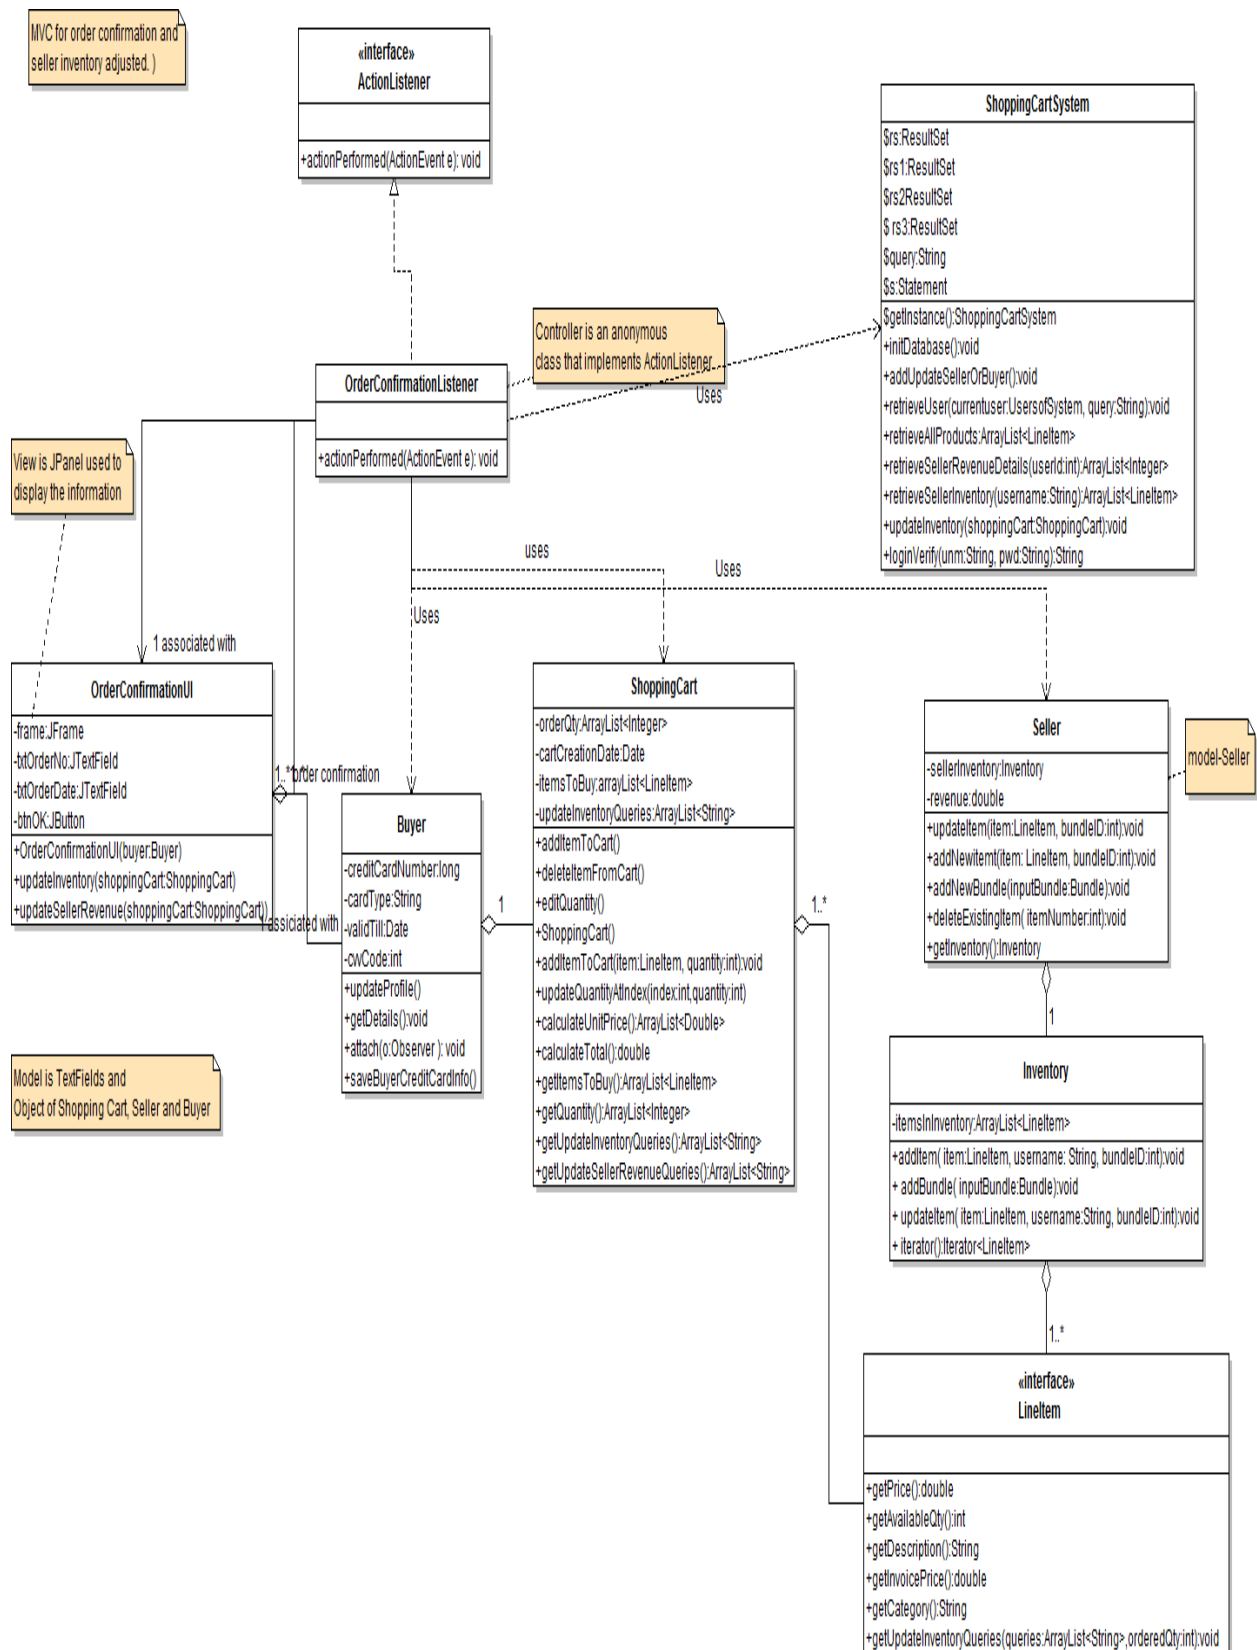 MVC for order confirmation and
seller inventory adjusted. )
«interface»
ActionListener
+actionPerformed(ActionEvent e): void
ShoppingCartSystem
$rs:ResultSet
$rs1:ResultSet
$rs2ResultSet
$ rs3:ResultSet
$query:String
$s:Statement
$getInstance():ShoppingCartSystem
+initDatabase():void
+addUpdateSellerOrBuyer():void
+retrieveUser(currentuser:UsersofSystem, query:String):void
+retrieveAllProducts:ArrayList<LineItem>
+retrieveSellerRevenueDetails(userId:int):ArrayList<Integer>
+retrieveSellerInventory(username:String):ArrayList<LineItem>
+updateInventory(shoppingCart:ShoppingCart):void
+loginVerify(unm:String, pwd:String):String
Controller is an anonymous
class that implements ActionListener
Uses
OrderConfirmationListener
+actionPerformed(ActionEvent e): void
View is JPanel used to
display the information
uses
Uses
Uses
1 associated with
OrderConfirmationUI
-frame:JFrame
-txtOrderNo:JTextField
-txtOrderDate:JTextField
-btnOK:JButton
+OrderConfirmationUI(buyer:Buyer)
+updateInventory(shoppingCart:ShoppingCart)
+updateSellerRevenue(shoppingCart:ShoppingCart))
1..* order confirmation
1 assiciated with
Buyer
-creditCardNumber:long
-cardType:String
-validTill:Date
-cvvCode:int
+updateProfile()
+getDetails():void
+attach(o:Observer ): void
+saveBuyerCreditCardInfo()
1
ShoppingCart
-orderQty:ArrayList<Integer>
-cartCreationDate:Date
-itemsToBuy:arrayList<LineItem>
-updateInventoryQueries:ArrayList<String>
+addItemToCart()
+deleteItemFromCart()
+editQuantity()
+ShoppingCart()
+addItemToCart(item:LineItem, quantity:int):void
+updateQuantityAtIndex(index:int,quantity:int)
+calculateUnitPrice():ArrayList<Double>
+calculateTotal():double
+getItemsToBuy():ArrayList<LineItem>
+getQuantity():ArrayList<Integer>
+getUpdateInventoryQueries():ArrayList<String>
+getUpdateSellerRevenueQueries():ArrayList<String>
1..*
Seller
-sellerInventory:Inventory
-revenue:double
+updateItem(item:LineItem, bundleID:int):void
+addNewitemt(item: LineItem, bundleID:int):void
+addNewBundle(inputBundle:Bundle):void
+deleteExistingItem( itemNumber:int):void
+getInventory():Inventory
model-Seller
1
Inventory
-itemsInInventory:ArrayList<LineItem>
+addItem( item:LineItem, username: String, bundleID:int):void
+ addBundle( inputBundle:Bundle):void
+ updateItem( item:LineItem, username:String, bundleID:int):void
+ iterator():Iterator<LineItem>
1..*
Model is TextFields and
Object of Shopping Cart, Seller and Buyer
«interface»
LineItem
+getPrice():double
+getAvailableQty():int
+getDescription():String
+getInvoicePrice():double
+getCategory():String
+getUpdateInventoryQueries(queries:ArrayList<String>,orderedQty:int):void